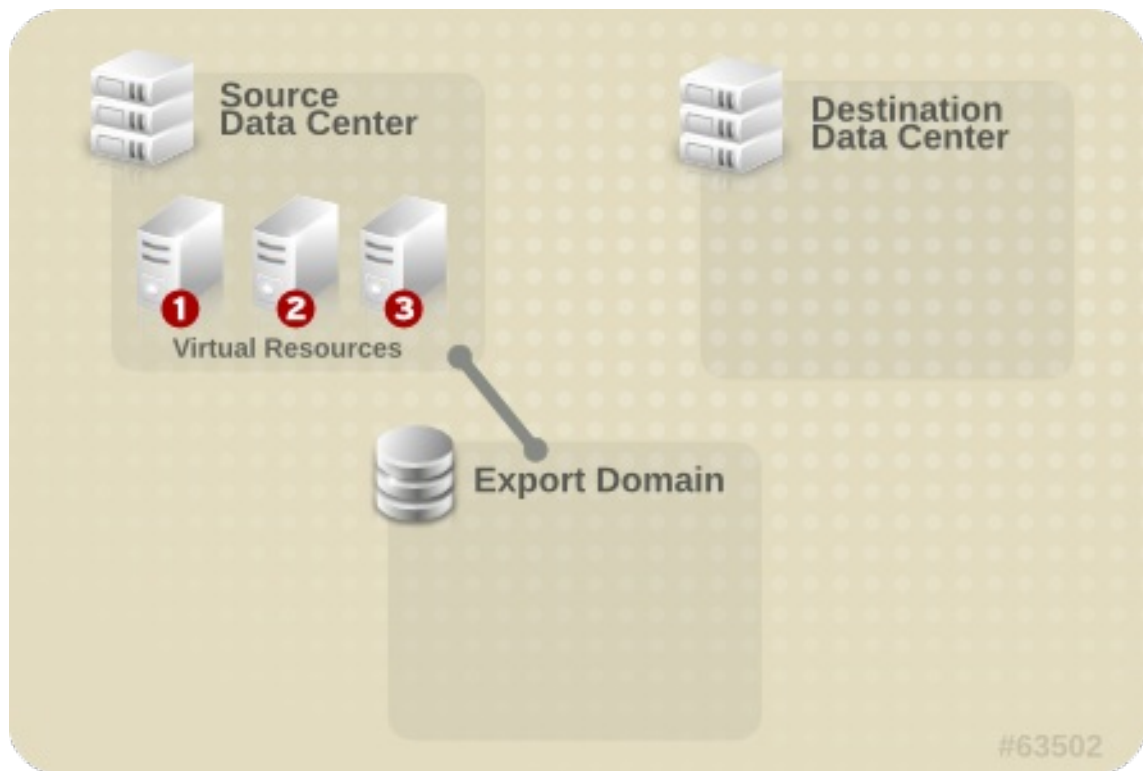 Source
Data Center
Destination
Data Center
1 2 3
Virtual Resources
Export Domain
#63502